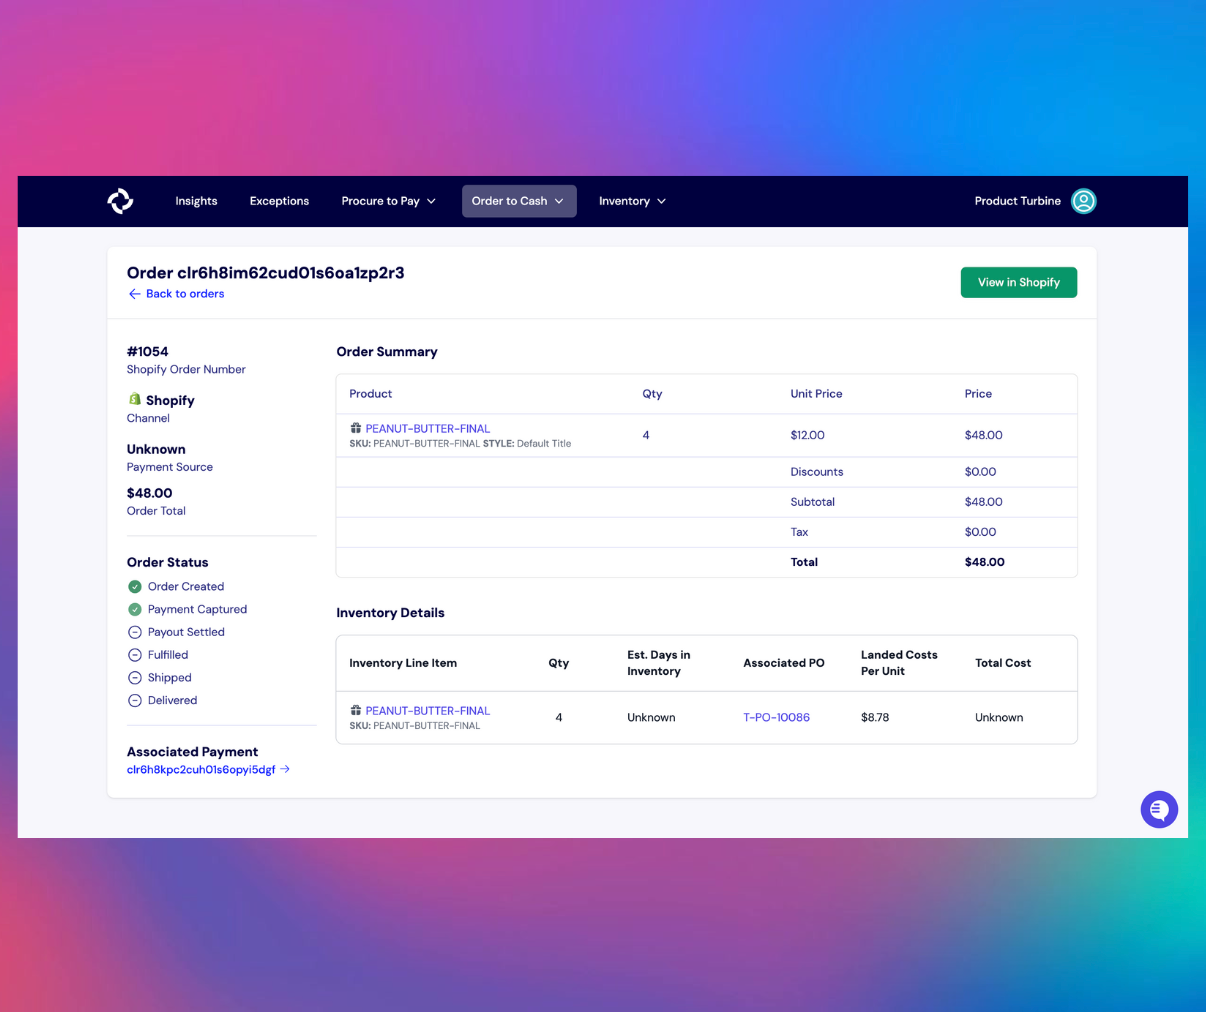 Insights Exceptions Procure to Pay Order to Cash Inventory Product Turbine
Order clr6h8im62cud01s6oa1zp2r3
Back to orders
View in Shopify
#1054
Shopify Order Number
Shopify
Channel
Unknown
Payment Source
$48.00
Order Total
Order Status
Order Created
Payment Captured
Payout Settled
Fulfilled
Shipped
Delivered
Associated Payment
clr6h8kpc2cuh01s6opyi5dgf
Order Summary
Product Qty Unit Price Price
PEANUT-BUTTER-FINAL 4 $12.00 $48.00
SKU: PEANUT-BUTTER-FINAL STYLE: Default Title
Discounts $0.00
Subtotal $48.00
Tax $0.00
Total $48.00
Inventory Details
Inventory Line Item Qty Est. Days in Inventory Associated PO Landed Costs Per Unit Total Cost
PEANUT-BUTTER-FINAL 4 Unknown T-PO-10086 $8.78 Unknown
SKU: PEANUT-BUTTER-FINAL